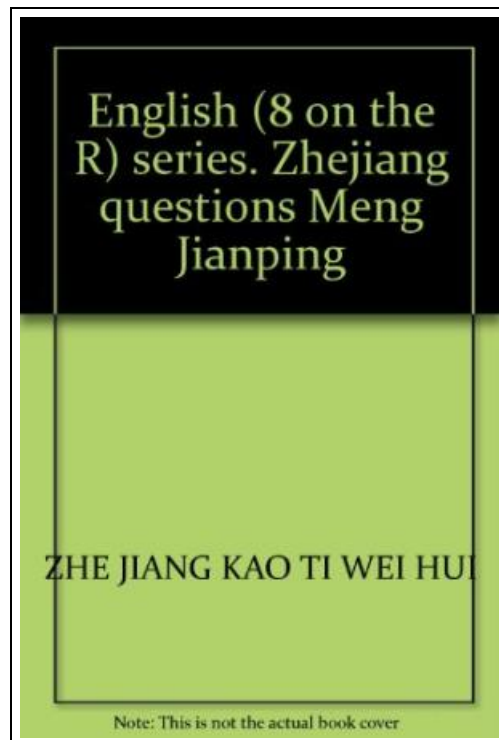 English (8 on the
R) series. Zhejiang
questions Meng
Jianping
ZHE JIANG KAO TI WEI HUI
Note: This is not the actual book cover